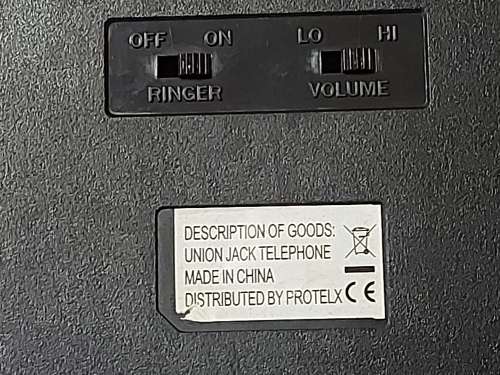 OFF ON LO HI
RINGER VOLUME
DESCRIPTION OF GOODS:
UNION JACK TELEPHONE
MADE IN CHINA
DISTRIBUTED BY PROTELX CE